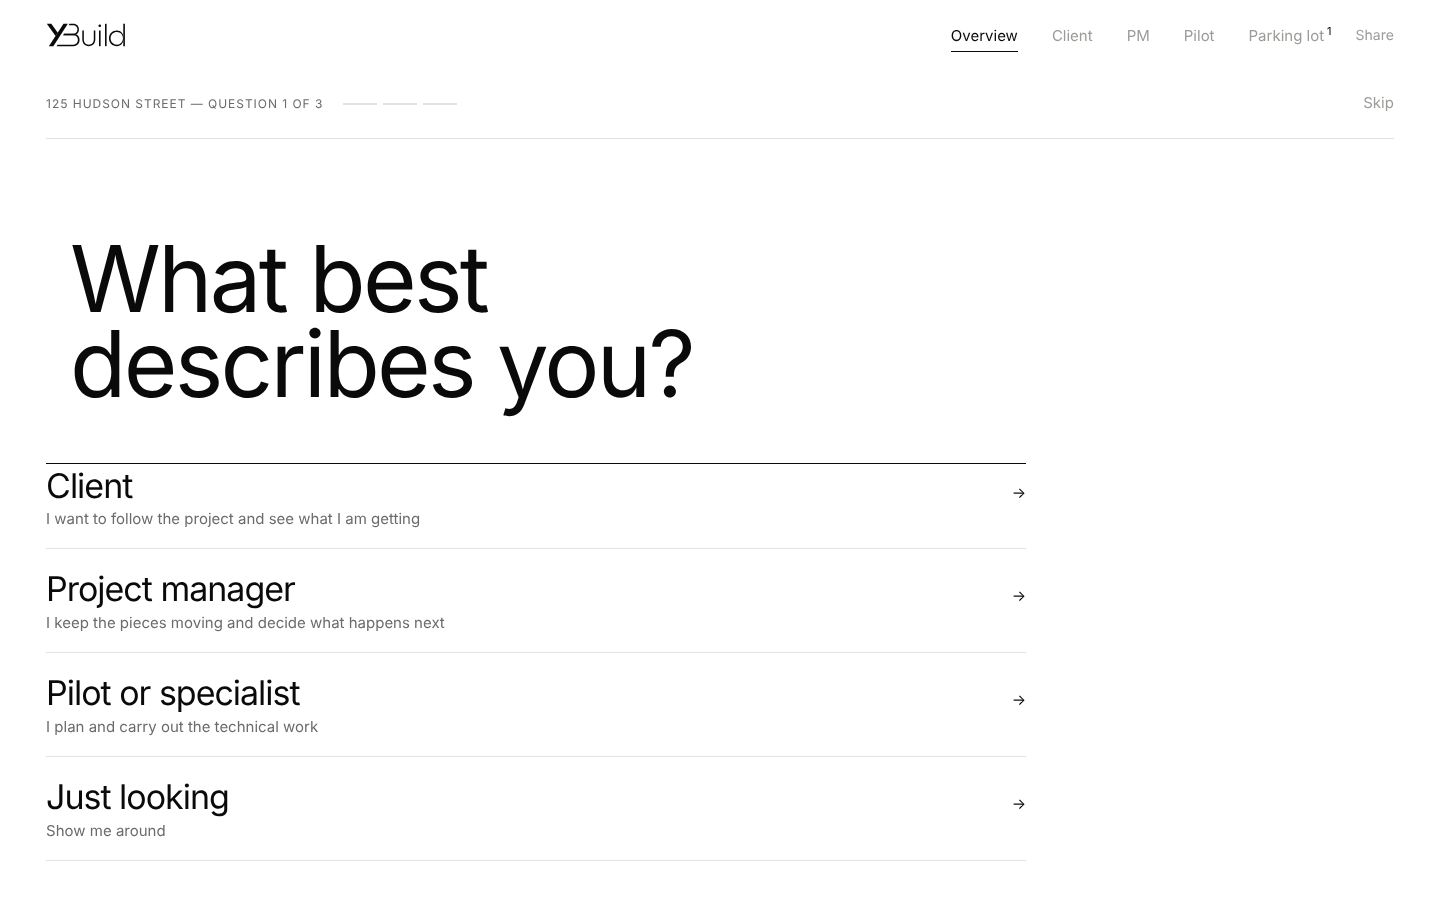 YBuild
Overview Client PM Pilot Parking lot 1 Share
125 HUDSON STREET — QUESTION 1 OF 3
Skip
What best
describes you?
Client
→
I want to follow the project and see what I am getting
Project manager
→
I keep the pieces moving and decide what happens next
Pilot or specialist
→
I plan and carry out the technical work
Just looking
→
Show me around